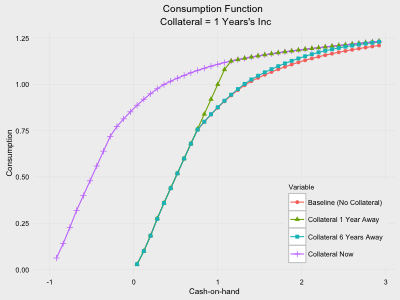 Consumption Function
Collateral = 1 Years's Inc
1.25
1.00
0.75
0.50
0.25
0.00
Consumption
-1
0
1
2
3
Cash-on-hand
Variable
Baseline (No Collateral)
Collateral 1 Year Away
Collateral 6 Years Away
Collateral Now